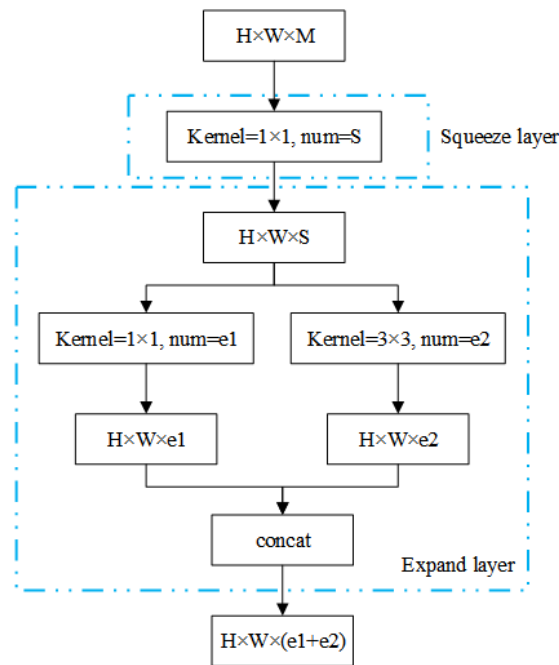 H×W×M
Kernel=1×1, num=S
Squeeze layer
H×W×S
Kernel=1×1, num=e1
Kernel=3×3, num=e2
H×W×e1
H×W×e2
concat
Expand layer
H×W×(e1+e2)